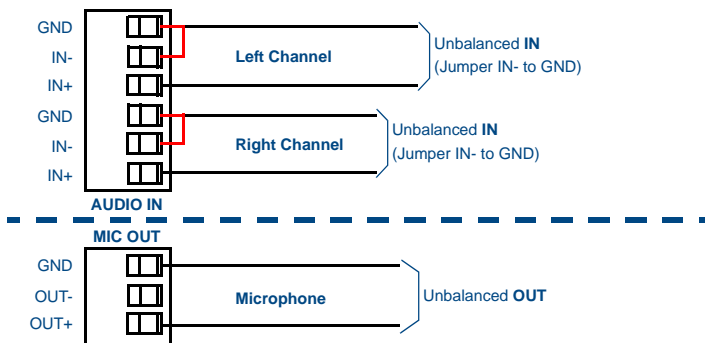 GND
IN-
IN+
Left Channel
Unbalanced IN
(Jumper IN- to GND)
GND
IN-
IN+
Right Channel
Unbalanced IN
(Jumper IN- to GND)
AUDIO IN
MIC OUT
GND
OUT-
OUT+
Microphone
Unbalanced OUT